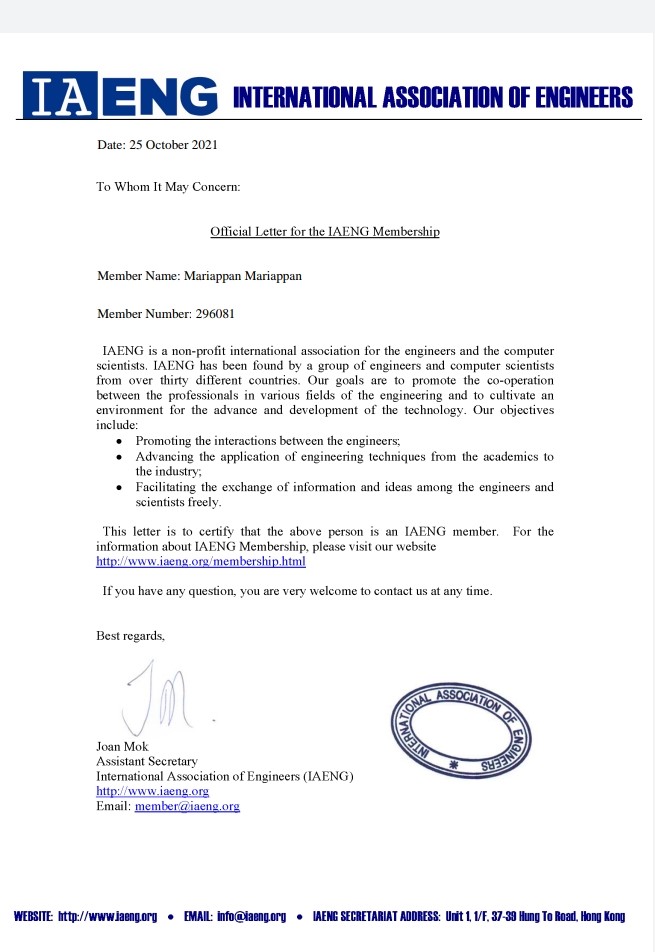 IAENG INTERNATIONAL ASSOCIATION OF ENGINEERS
Date: 25 October 2021
To Whom It May Concern:
Official Letter for the IAENG Membership
Member Name: Mariappan Mariappan
Member Number: 296081
IAENG is a non-profit international association for the engineers and the computer
scientists. IAENG has been found by a group of engineers and computer scientists
from over thirty different countries. Our goals are to promote the co-operation
between the professionals in various fields of the engineering and to cultivate an
environment for the advance and development of the technology. Our objectives
include:
● Promoting the interactions between the engineers;
● Advancing the application of engineering techniques from the academics to
the industry;
● Facilitating the exchange of information and ideas among the engineers and
scientists freely.
This letter is to certify that the above person is an IAENG member. For the
information about IAENG Membership, please visit our website
http://www.iaeng.org/membership.html
If you have any question, you are very welcome to contact us at any time.
Best regards,
JM.
INTERNATIONAL ASSOCIATION OF ENGINEERS *
Joan Mok
Assistant Secretary
International Association of Engineers (IAENG)
http://www.iaeng.org
Email: member@iaeng.org
WEBSITE: http://www.iaeng.org ● EMAIL: info@iaeng.org ● IAENG SECRETARIAT ADDRESS: Unit 1, 1/F, 37-39 Hung To Road, Hong Kong